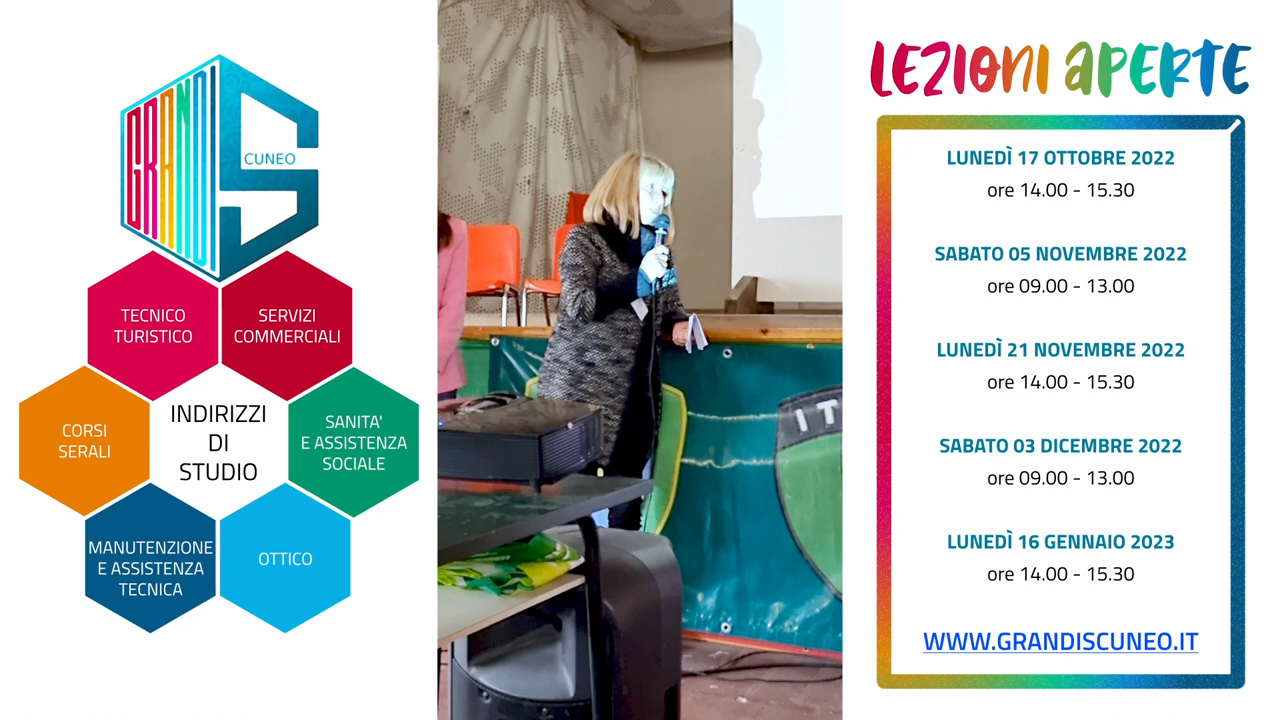 GRANDI
S
CUNEO
TECNICO
TURISTICO
SERVIZI
COMMERCIALI
CORSI
SERALI
INDIRIZZI
DI
STUDIO
SANITA'
E ASSISTENZA
SOCIALE
MANUTENZIONE
E ASSISTENZA
TECNICA
OTTICO
IT
LEZIONI APERTE
LUNEDÌ 17 OTTOBRE 2022
ore 14.00 - 15.30
SABATO 05 NOVEMBRE 2022
ore 09.00 - 13.00
LUNEDÌ 21 NOVEMBRE 2022
ore 14.00 - 15.30
SABATO 03 DICEMBRE 2022
ore 09.00 - 13.00
LUNEDÌ 16 GENNAIO 2023
ore 14.00 - 15.30
WWW.GRANDISCUNEO.IT